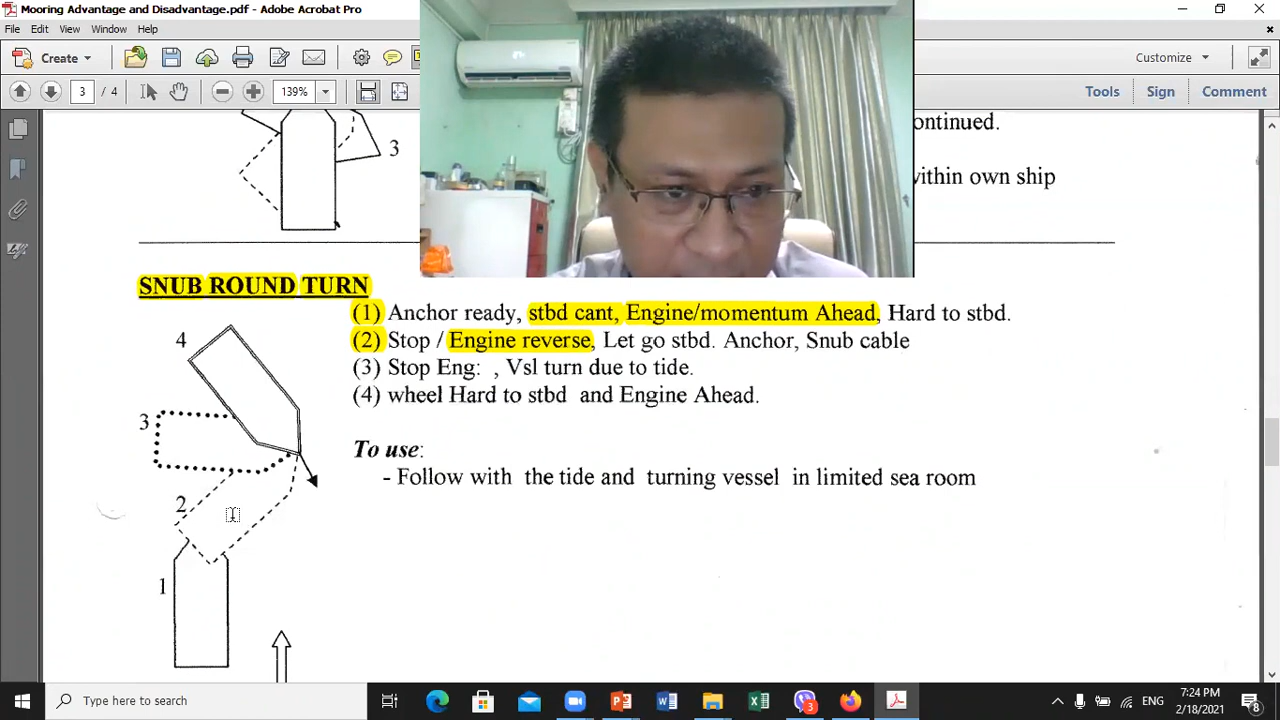 Mooring Advantage and Disadvantage.pdf - Adobe Acrobat Pro
File Edit View Window Help
Create
Customize
3 / 4
139%
Tools
Sign
Comment
ontinued.
3
within own ship
SNUB ROUND TURN
(1) Anchor ready, stbd cant, Engine/momentum Ahead, Hard to stbd.
(2) Stop / Engine reverse, Let go stbd. Anchor, Snub cable
(3) Stop Eng: , Vsl turn due to tide.
(4) wheel Hard to stbd and Engine Ahead.
4
3
To use:
- Follow with the tide and turning vessel in limited sea room
2
1
Type here to search
3
ENG
7:24 PM
2/18/2021
8